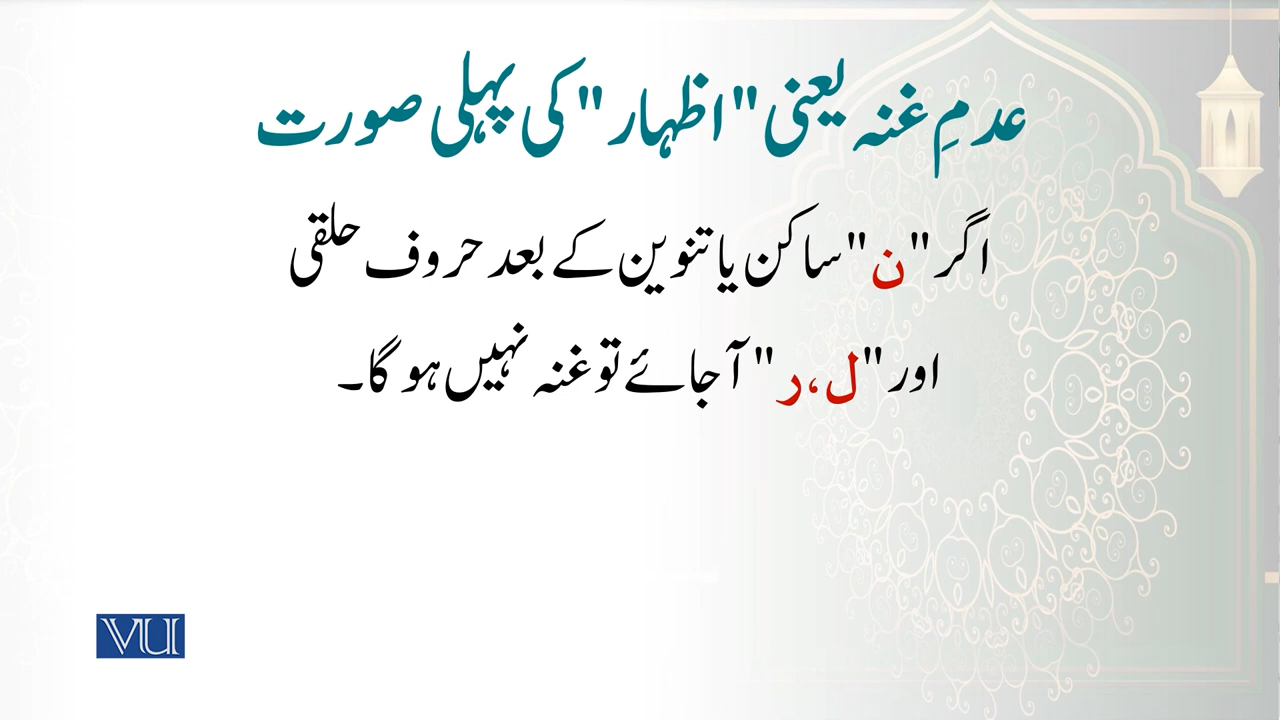 عدمِ غنہ یعنی "اظہار" کی پہلی صورت
اگر "ن" ساکن یا تنوین کے بعد حروف حلقی
اور "ل، ر" آجائے تو غنہ نہیں ہو گا۔
VU